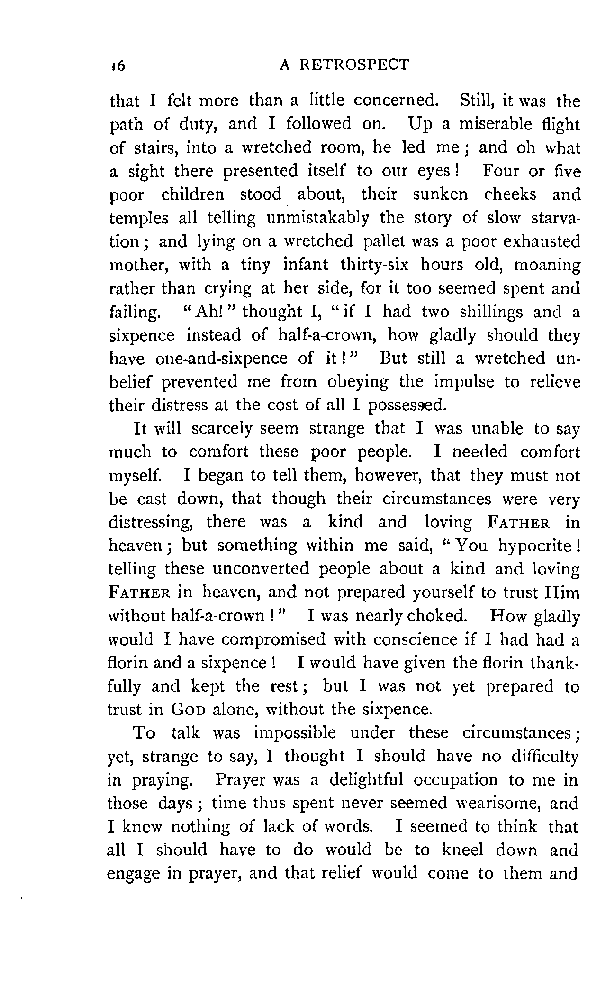 16 A RETROSPECT
that I felt more than a little concerned. Still, it was the
path of duty, and I followed on. Up a miserable flight
of stairs, into a wretched room, he led me; and oh what
a sight there presented itself to our eyes! Four or five
poor children stood about, their sunken cheeks and
temples all telling unmistakably the story of slow starva-
tion; and lying on a wretched pallet was a poor exhausted
mother, with a tiny infant thirty-six hours old, moaning
rather than crying at her side, for it too seemed spent and
failing. "Ah!" thought I, "if I had two shillings and a
sixpence instead of half-a-crown, how gladly should they
have one-and-sixpence of it!" But still a wretched un-
belief prevented me from obeying the impulse to relieve
their distress at the cost of all I possessed.
It will scarcely seem strange that I was unable to say
much to comfort these poor people. I needed comfort
myself. I began to tell them, however, that they must not
be cast down, that though their circumstances were very
distressing, there was a kind and loving FATHER in
heaven; but something within me said, "You hypocrite!
telling these unconverted people about a kind and loving
FATHER in heaven, and not prepared yourself to trust Him
without half-a-crown!" I was nearly choked. How gladly
would I have compromised with conscience if I had had a
florin and a sixpence! I would have given the florin thank-
fully and kept the rest; but I was not yet prepared to
trust in GOD alone, without the sixpence.
To talk was impossible under these circumstances;
yet, strange to say, I thought I should have no difficulty
in praying. Prayer was a delightful occupation to me in
those days; time thus spent never seemed wearisome, and
I knew nothing of lack of words. I seemed to think that
all I should have to do would be to kneel down and
engage in prayer, and that relief would come to them and